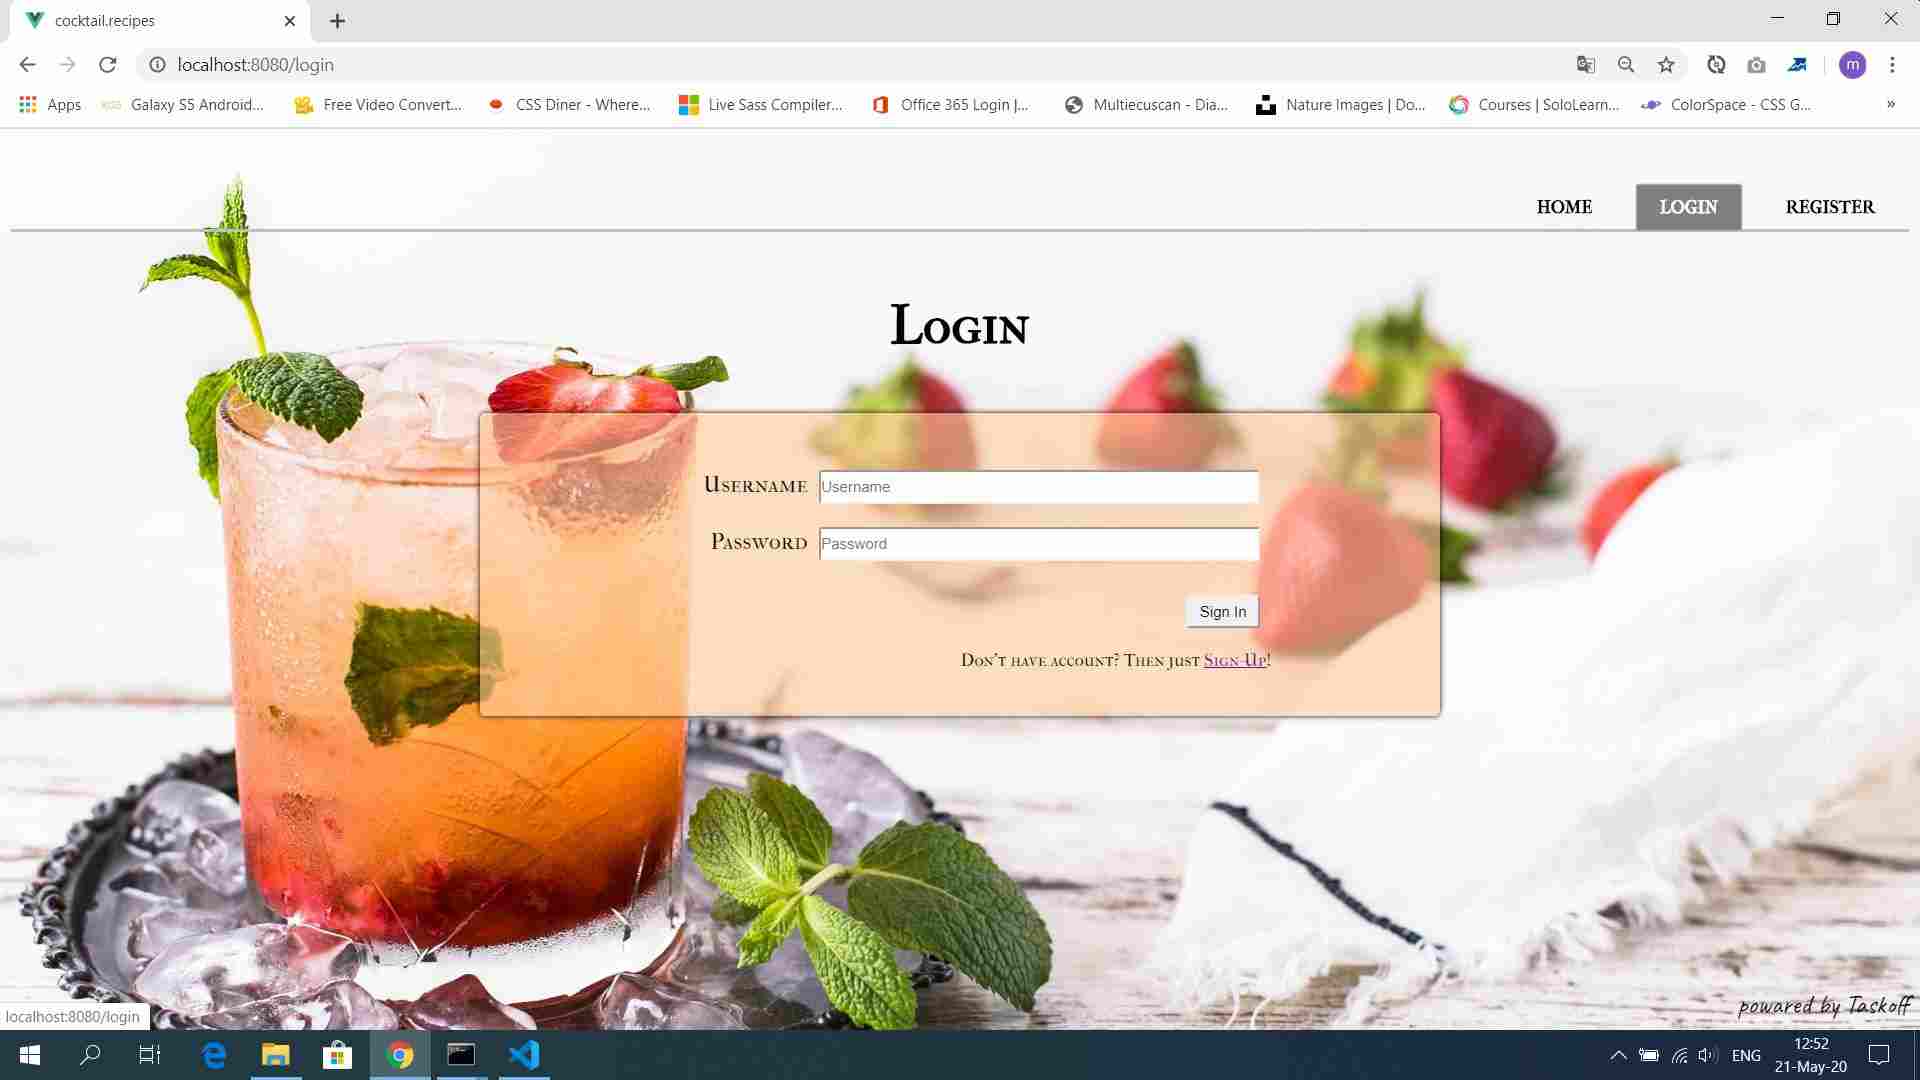 cocktail.recipes
localhost:8080/login
m
Apps
Galaxy S5 Android...
Free Video Convert...
CSS Diner - Where...
Live Sass Compiler...
Office 365 Login |...
Multiecuscan - Dia...
Nature Images | Do...
Courses | SoloLearn...
ColorSpace - CSS G...
»
HOME
LOGIN
REGISTER
Login
Username
Username
Password
Password
Sign In
Don't have account? Then just Sign-Up!
powered by Taskoff
localhost:8080/login
ENG
12:52
21-May-20